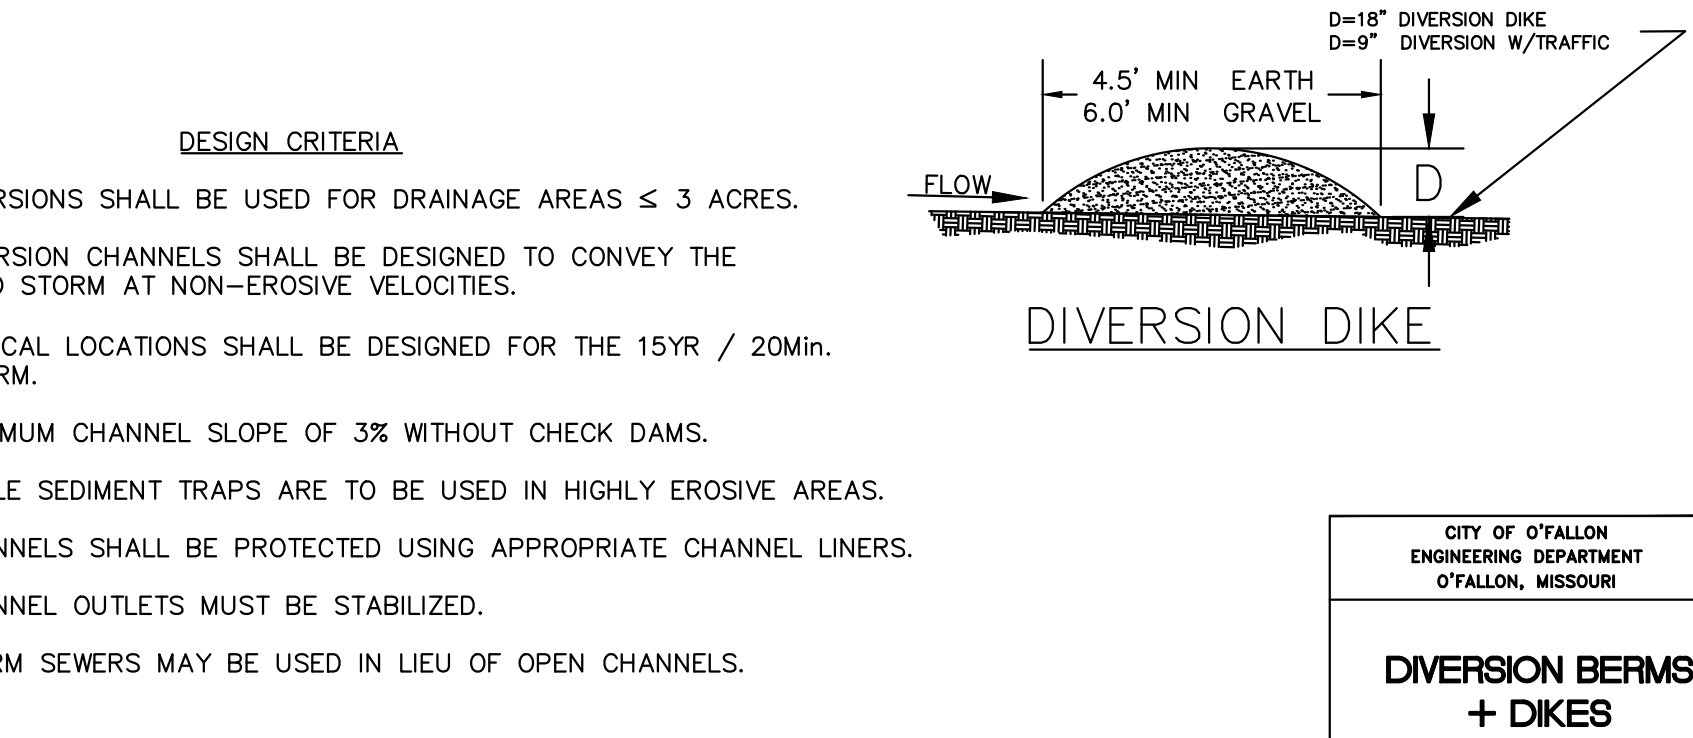 DESIGN CRITERIA
RSIONS SHALL BE USED FOR DRAINAGE AREAS ≤ 3 ACRES.
RSION CHANNELS SHALL BE DESIGNED TO CONVEY THE
STORM AT NON-EROSIVE VELOCITIES.
ICAL LOCATIONS SHALL BE DESIGNED FOR THE 15YR / 20Min.
RM.
MUM CHANNEL SLOPE OF 3% WITHOUT CHECK DAMS.
LE SEDIMENT TRAPS ARE TO BE USED IN HIGHLY EROSIVE AREAS.
NNELS SHALL BE PROTECTED USING APPROPRIATE CHANNEL LINERS.
NNEL OUTLETS MUST BE STABILIZED.
RM SEWERS MAY BE USED IN LIEU OF OPEN CHANNELS.
D=18" DIVERSION DIKE
D=9" DIVERSION W/TRAFFIC
4.5' MIN EARTH
6.0' MIN GRAVEL
FLOW
D
DIVERSION DIKE
CITY OF O'FALLON
ENGINEERING DEPARTMENT
O'FALLON, MISSOURI
DIVERSION BERMS
+ DIKES